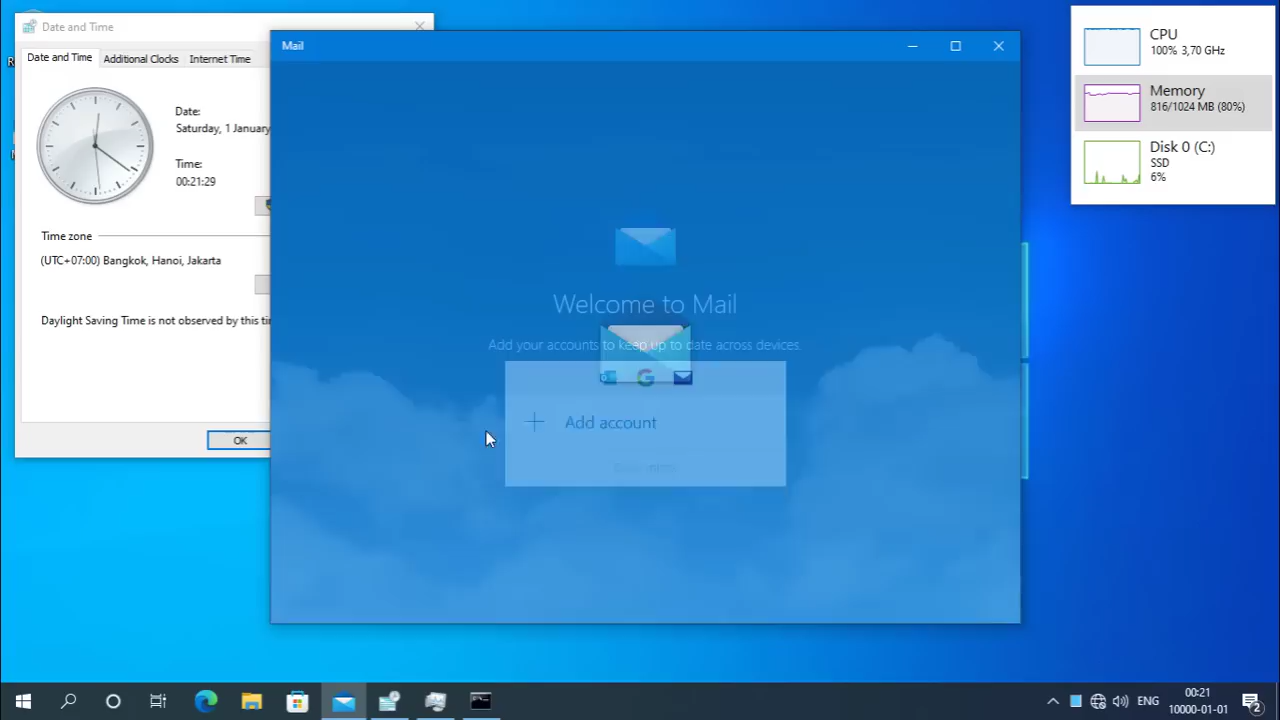 Date and Time
Date and Time
Additional Clocks
Internet Time
Date:
Saturday, 1 January
Time:
00:21:29
Time zone
(UTC+07:00) Bangkok, Hanoi, Jakarta
Daylight Saving Time is not observed by this
OK
Mail
Welcome to Mail
Add your accounts to keep up to date across devices.
Add account
CPU
100% 3,70 GHz
Memory
816/1024 MB (80%)
Disk 0 (C:)
SSD
6%
ENG
00:21
10000-01-01
2